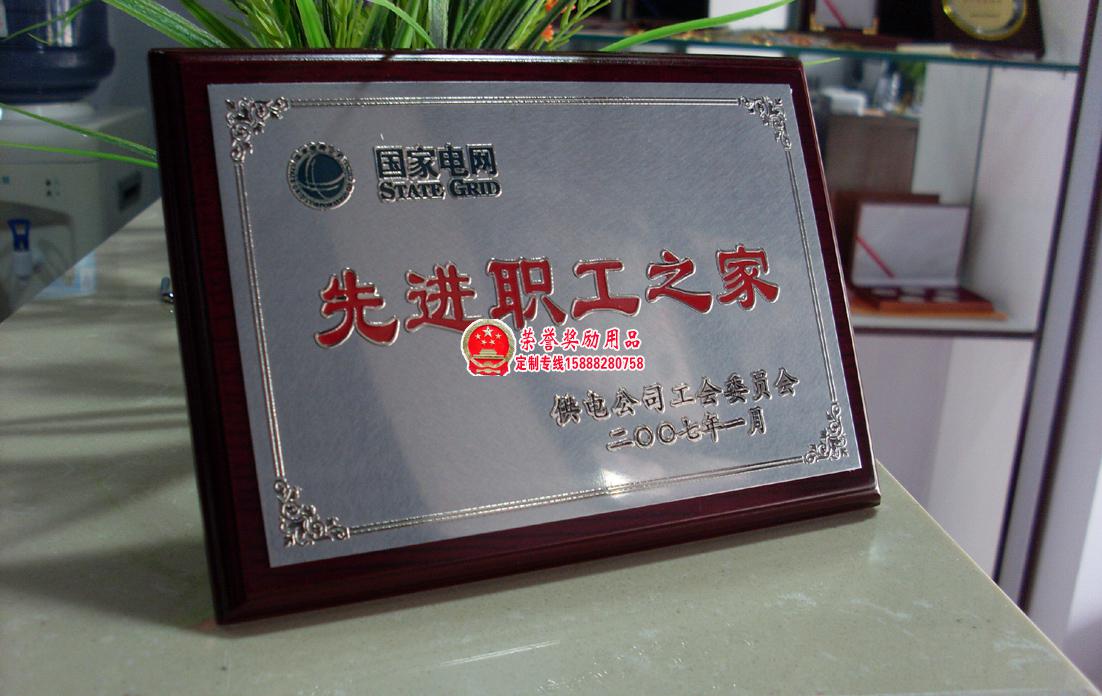 国家电网
STATE GRID
先进职工之家
荣誉奖励用品
定制专线15888280758
供电公司工会委员会
二〇〇七年一月